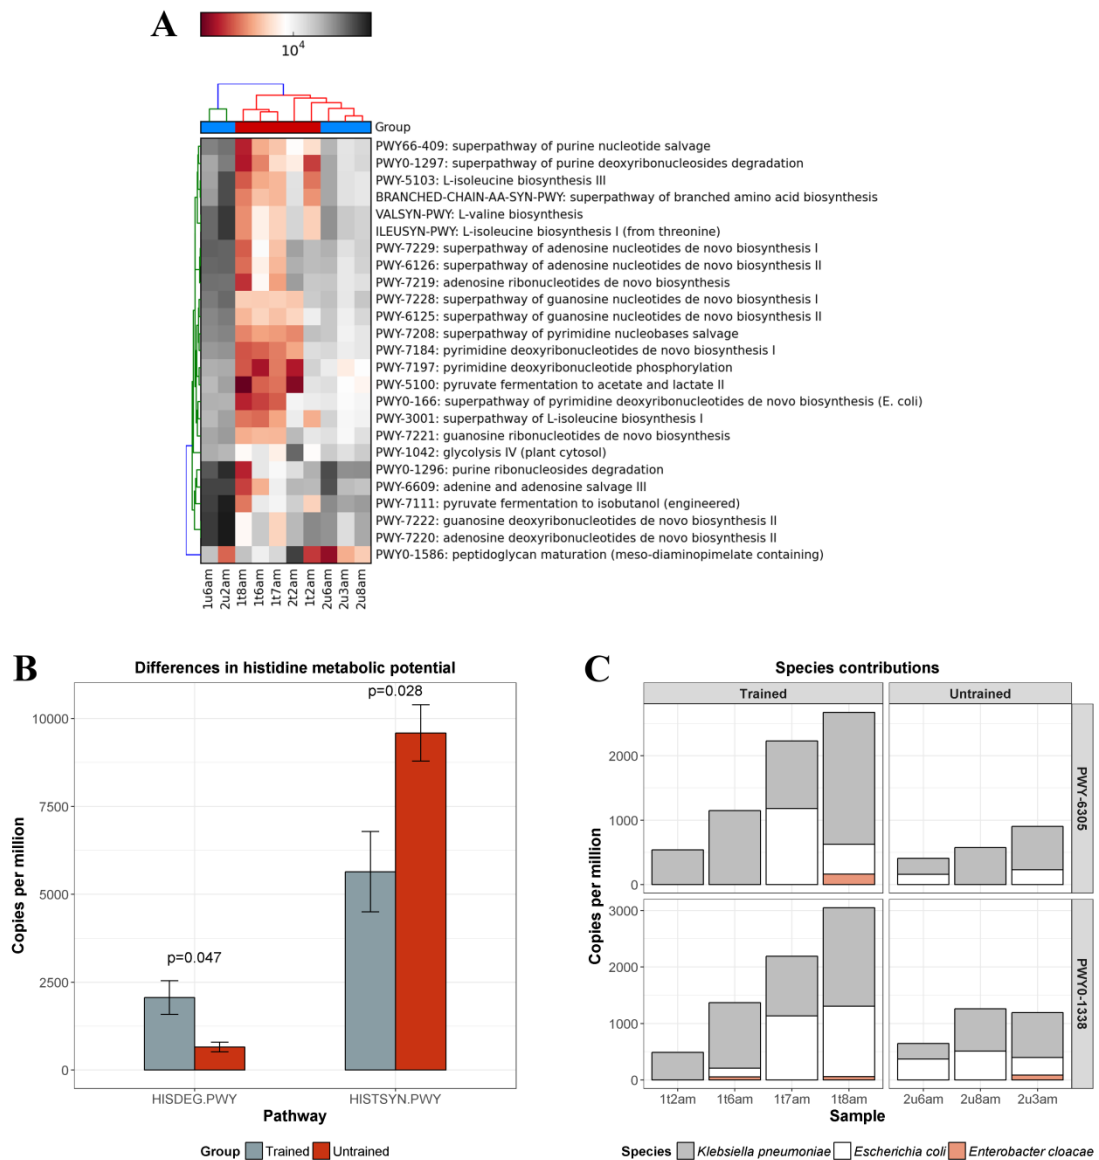 A
10^4
Group
PWY66-409: superpathway of purine nucleotide salvage
PWY0-1297: superpathway of purine deoxyribonucleosides degradation
PWY-5103: L-isoleucine biosynthesis III
BRANCHED-CHAIN-AA-SYN-PWY: superpathway of branched amino acid biosynthesis
VALSYN-PWY: L-valine biosynthesis
ILEUSYN-PWY: L-isoleucine biosynthesis I (from threonine)
PWY-7229: superpathway of adenosine nucleotides de novo biosynthesis I
PWY-6126: superpathway of adenosine nucleotides de novo biosynthesis II
PWY-7219: adenosine ribonucleotides de novo biosynthesis
PWY-7228: superpathway of guanosine nucleotides de novo biosynthesis I
PWY-6125: superpathway of guanosine nucleotides de novo biosynthesis II
PWY-7208: superpathway of pyrimidine nucleobases salvage
PWY-7184: pyrimidine deoxyribonucleotides de novo biosynthesis I
PWY-7197: pyrimidine deoxyribonucleotide phosphorylation
PWY-5100: pyruvate fermentation to acetate and lactate II
PWY0-166: superpathway of pyrimidine deoxyribonucleotides de novo biosynthesis (E. coli)
PWY-3001: superpathway of L-isoleucine biosynthesis I
PWY-7221: guanosine ribonucleotides de novo biosynthesis
PWY-1042: glycolysis IV (plant cytosol)
PWY0-1296: purine ribonucleosides degradation
PWY-6609: adenine and adenosine salvage III
PWY-7111: pyruvate fermentation to isobutanol (engineered)
PWY-7222: guanosine deoxyribonucleotides de novo biosynthesis II
PWY-7220: adenosine deoxyribonucleotides de novo biosynthesis II
PWY0-1586: peptidoglycan maturation (meso-diaminopimelate containing)
1u6am 2u2am 1t8am 1t6am 1t7am 2t2am 1t2am 2u6am 2u3am 2u8am
B
Differences in histidine metabolic potential
p=0.028
p=0.047
10000
7500
5000
2500
0
Copies per million
HISDEG.PWY HISTSYN.PWY
Pathway
Group Trained Untrained
C
Species contributions
Trained Untrained
2000
1000
0
PWY-6305
3000
2000
1000
0
PWY0-1338
Copies per million
1t2am 1t6am 1t7am 1t8am 2u6am 2u8am 2u3am
Sample
Species Klebsiella pneumoniae Escherichia coli Enterobacter cloacae